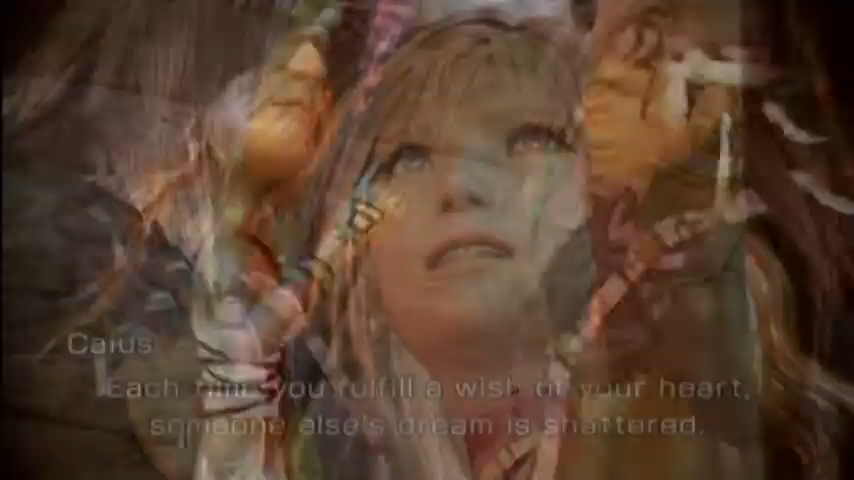 Caius
Each time you fulfill a wish of your heart,
someone else's dream is shattered.